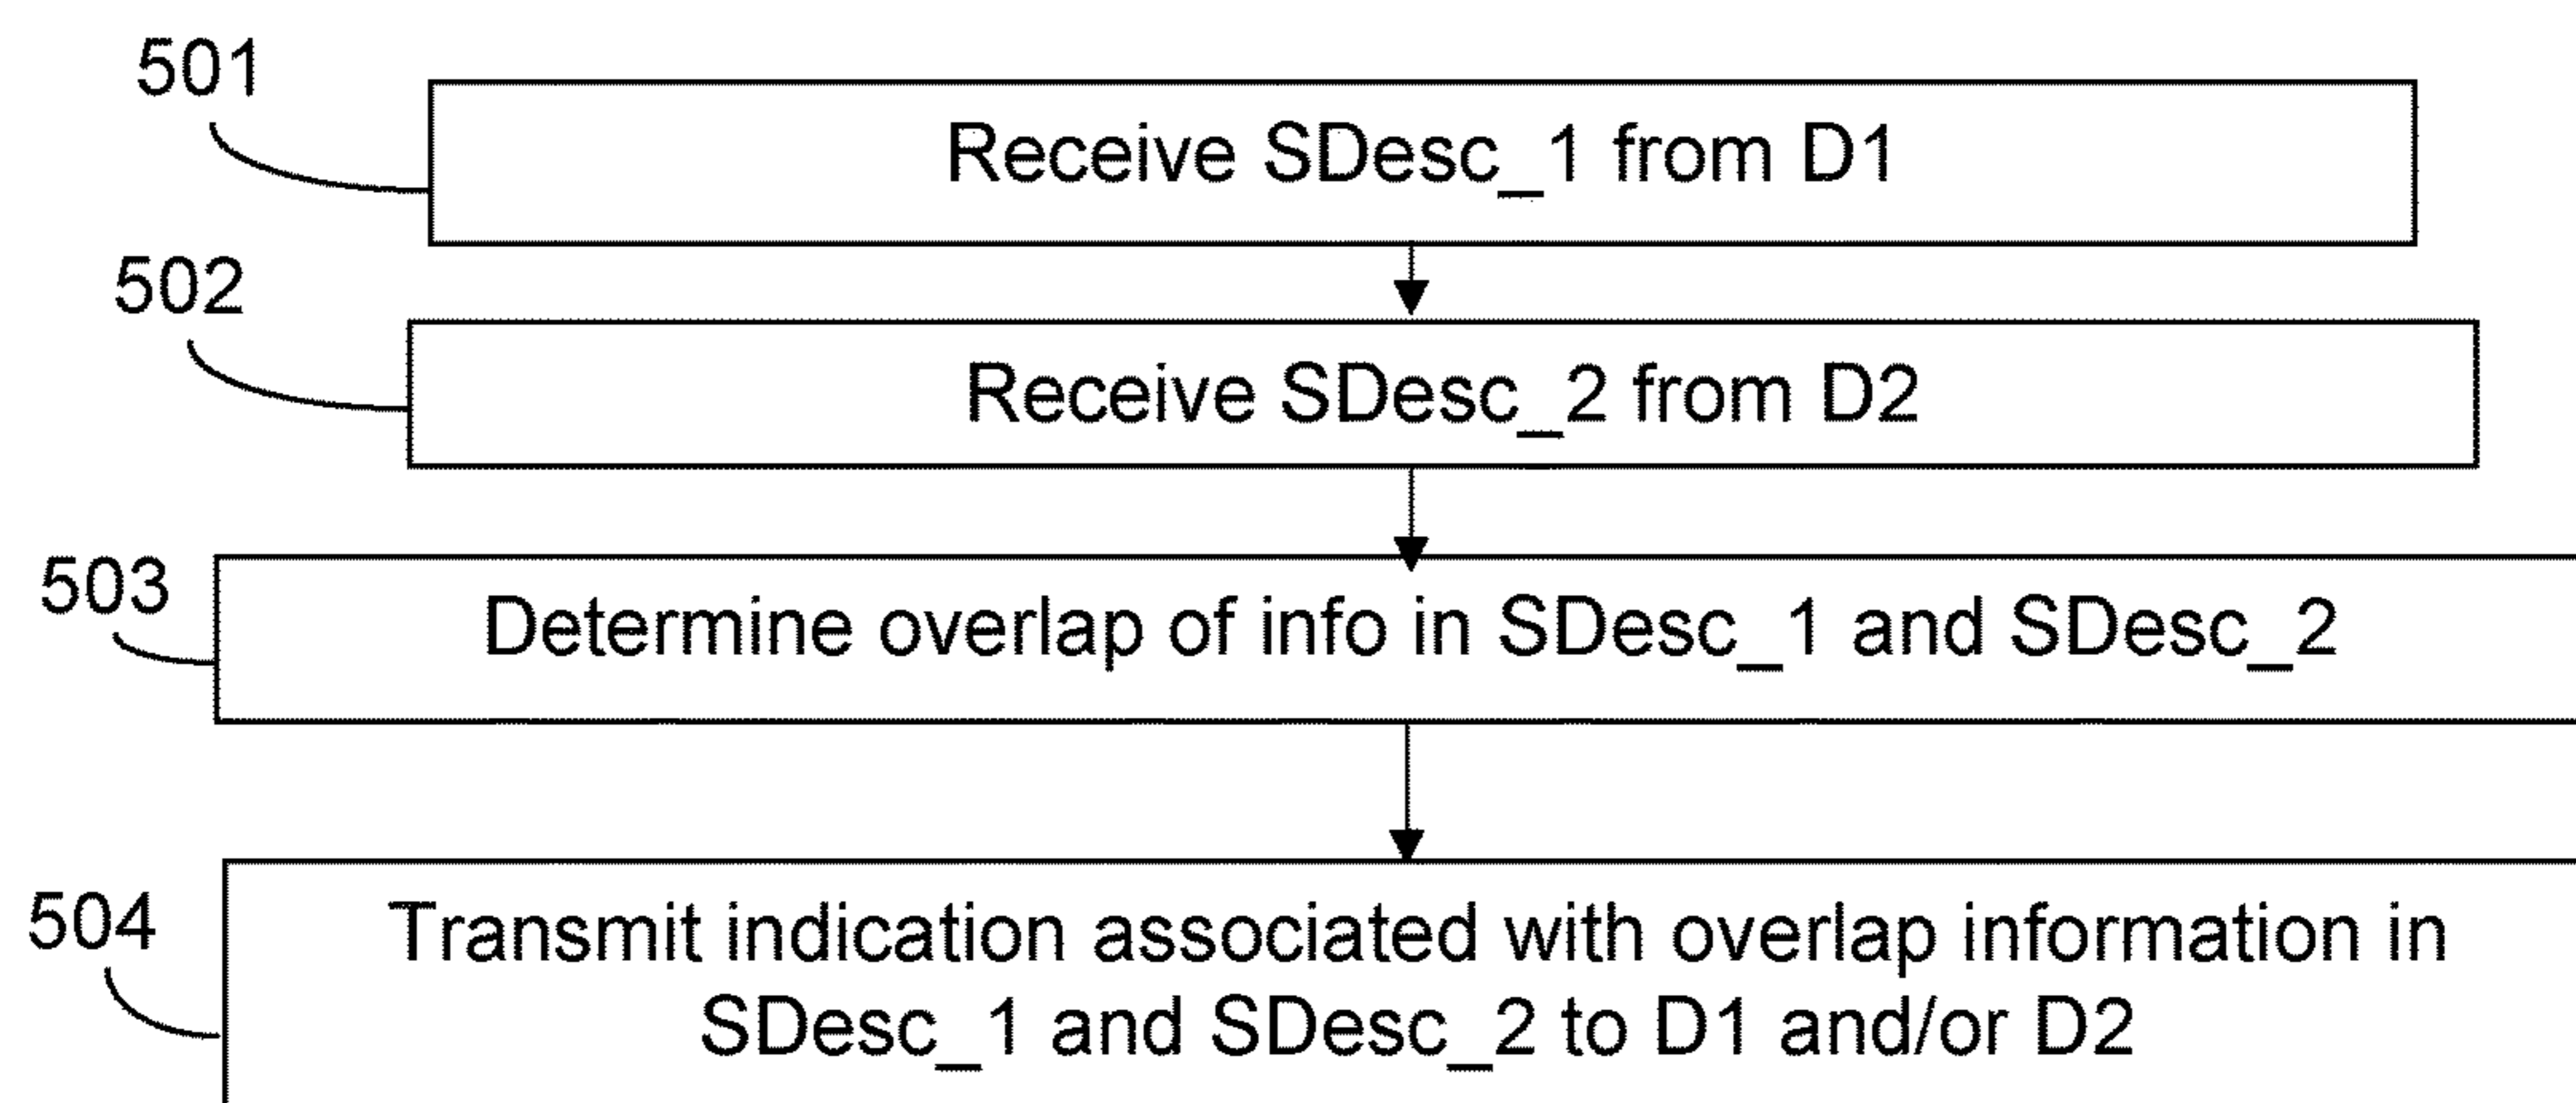 501
Receive SDesc_1 from D1
502
Receive SDesc_2 from D2
503
Determine overlap of info in SDesc_1 and SDesc_2
504
Transmit indication associated with overlap information in
SDesc_1 and SDesc_2 to D1 and/or D2